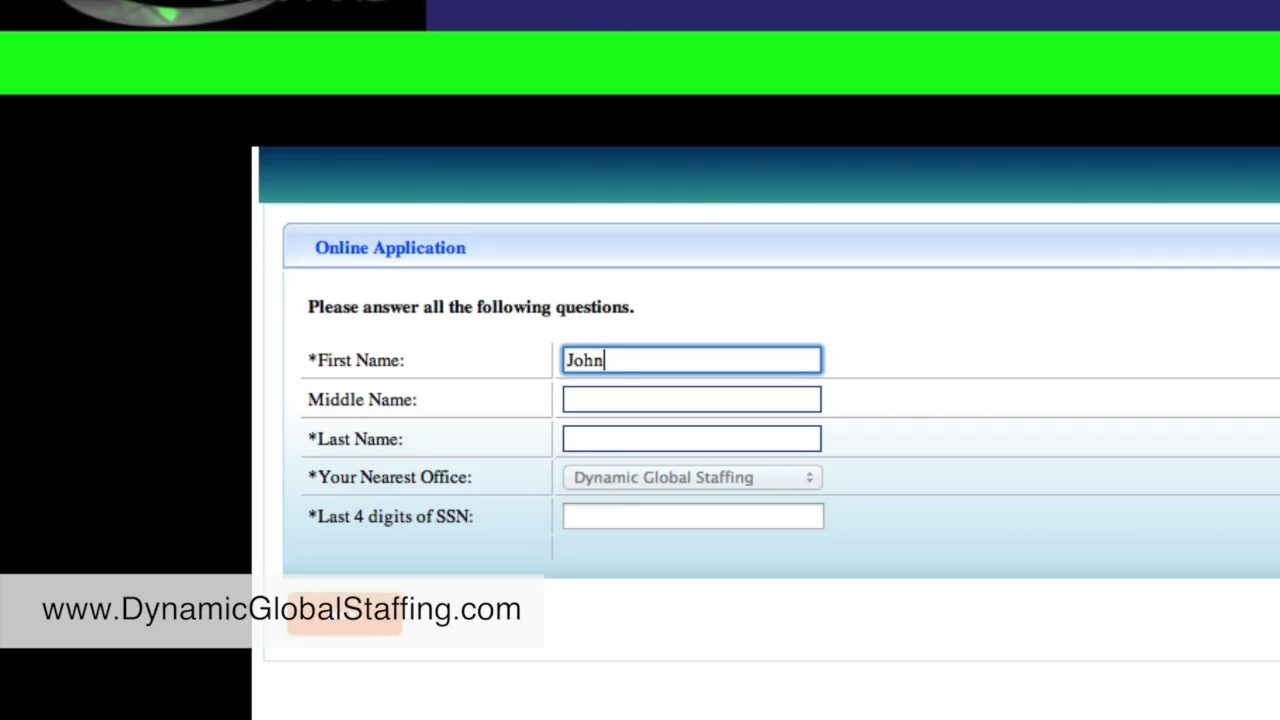 Online Application
Please answer all the following questions.
*First Name: John
Middle Name:
*Last Name:
*Your Nearest Office: Dynamic Global Staffing
*Last 4 digits of SSN:
www.DynamicGlobalStaffing.com